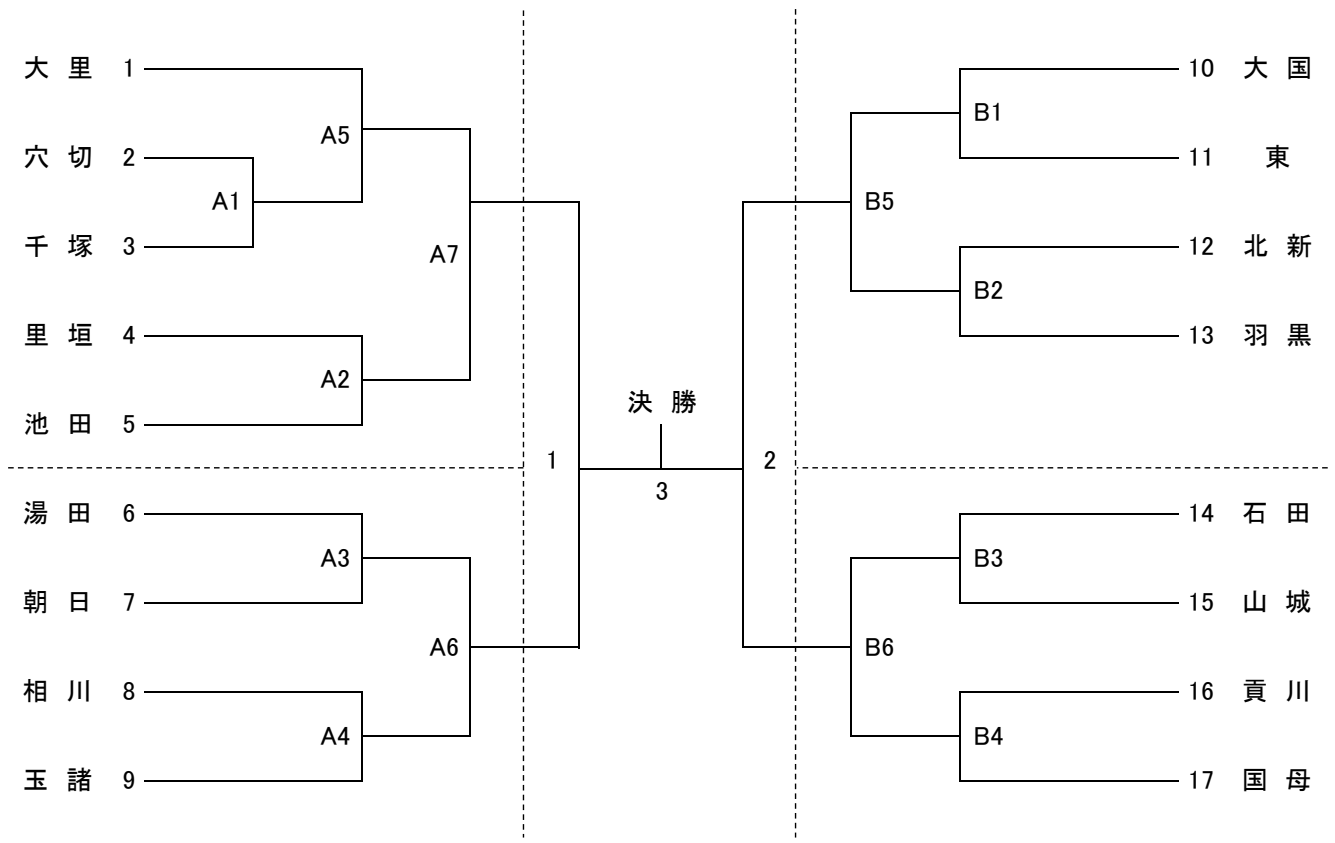 大里 1
A5
穴切 2
A1
千塚 3
A7
里垣 4
A2
池田 5
湯田 6
A3
朝日 7
A6
相川 8
A4
玉諸 9
1
決勝
3
2
10 大国
B1
11 東
B5
12 北新
B2
13 羽黒
14 石田
B3
15 山城
B6
16 貢川
B4
17 国母